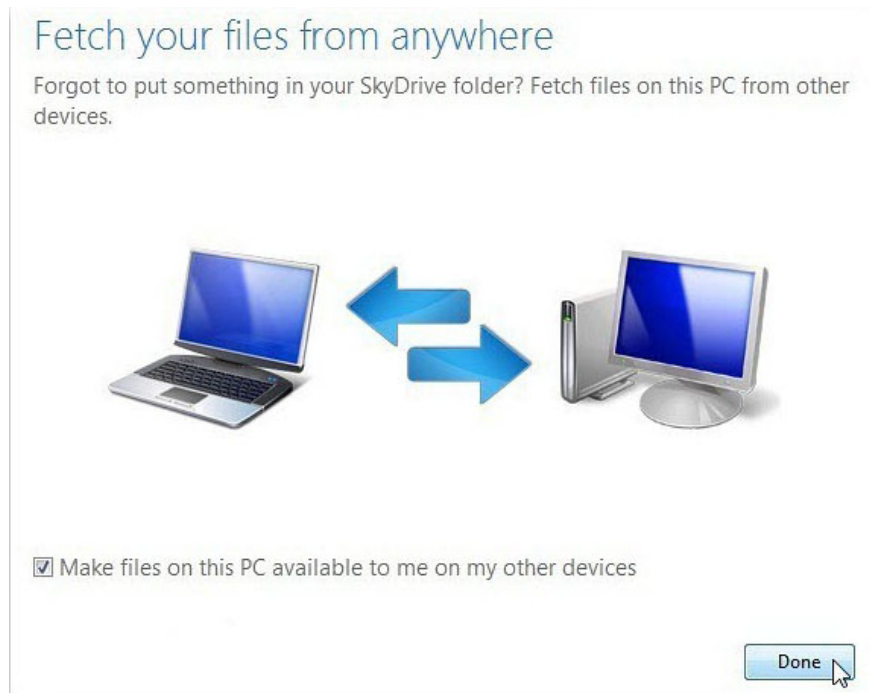 Fetch your files from anywhere
Forgot to put something in your SkyDrive folder? Fetch files on this PC from other
devices.
Make files on this PC available to me on my other devices
Done